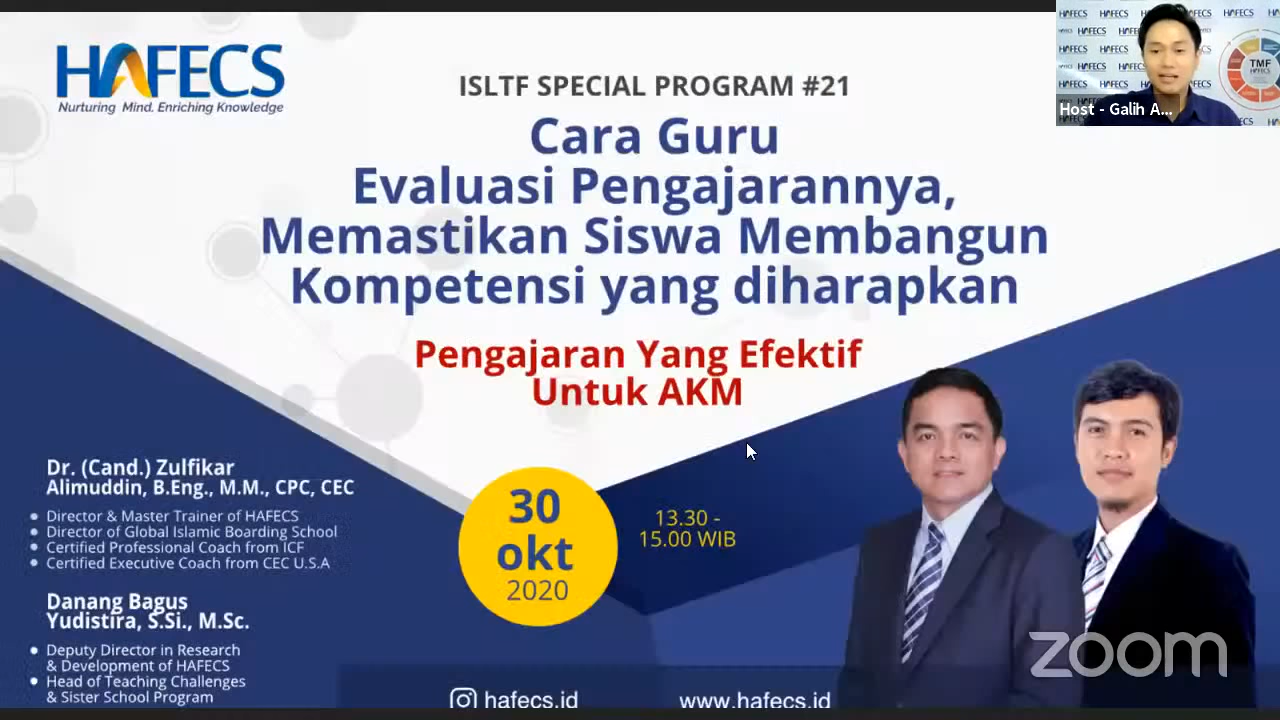 HAFECS
Nurturing Mind, Enriching Knowledge
ISLTF SPECIAL PROGRAM #21
Cara Guru
Evaluasi Pengajarannya,
Memastikan Siswa Membangun
Kompetensi yang diharapkan
Pengajaran Yang Efektif
Untuk AKM
Host - Galih A...
TMF
HAFECS
Dr. (Cand.) Zulfikar
Alimuddin, B.Eng., M.M., CPC, CEC
Director & Master Trainer of HAFECS
Director of Global Islamic Boarding School
Certified Professional Coach from ICF
Certified Executive Coach from CEC U.S.A
Danang Bagus
Yudistira, S.Si., M.Sc.
Deputy Director in Research
& Development of HAFECS
Head of Teaching Challenges
& Sister School Program
30
okt
2020
13.30 -
15.00 WIB
zoom
hafecs.id
www.hafecs.id